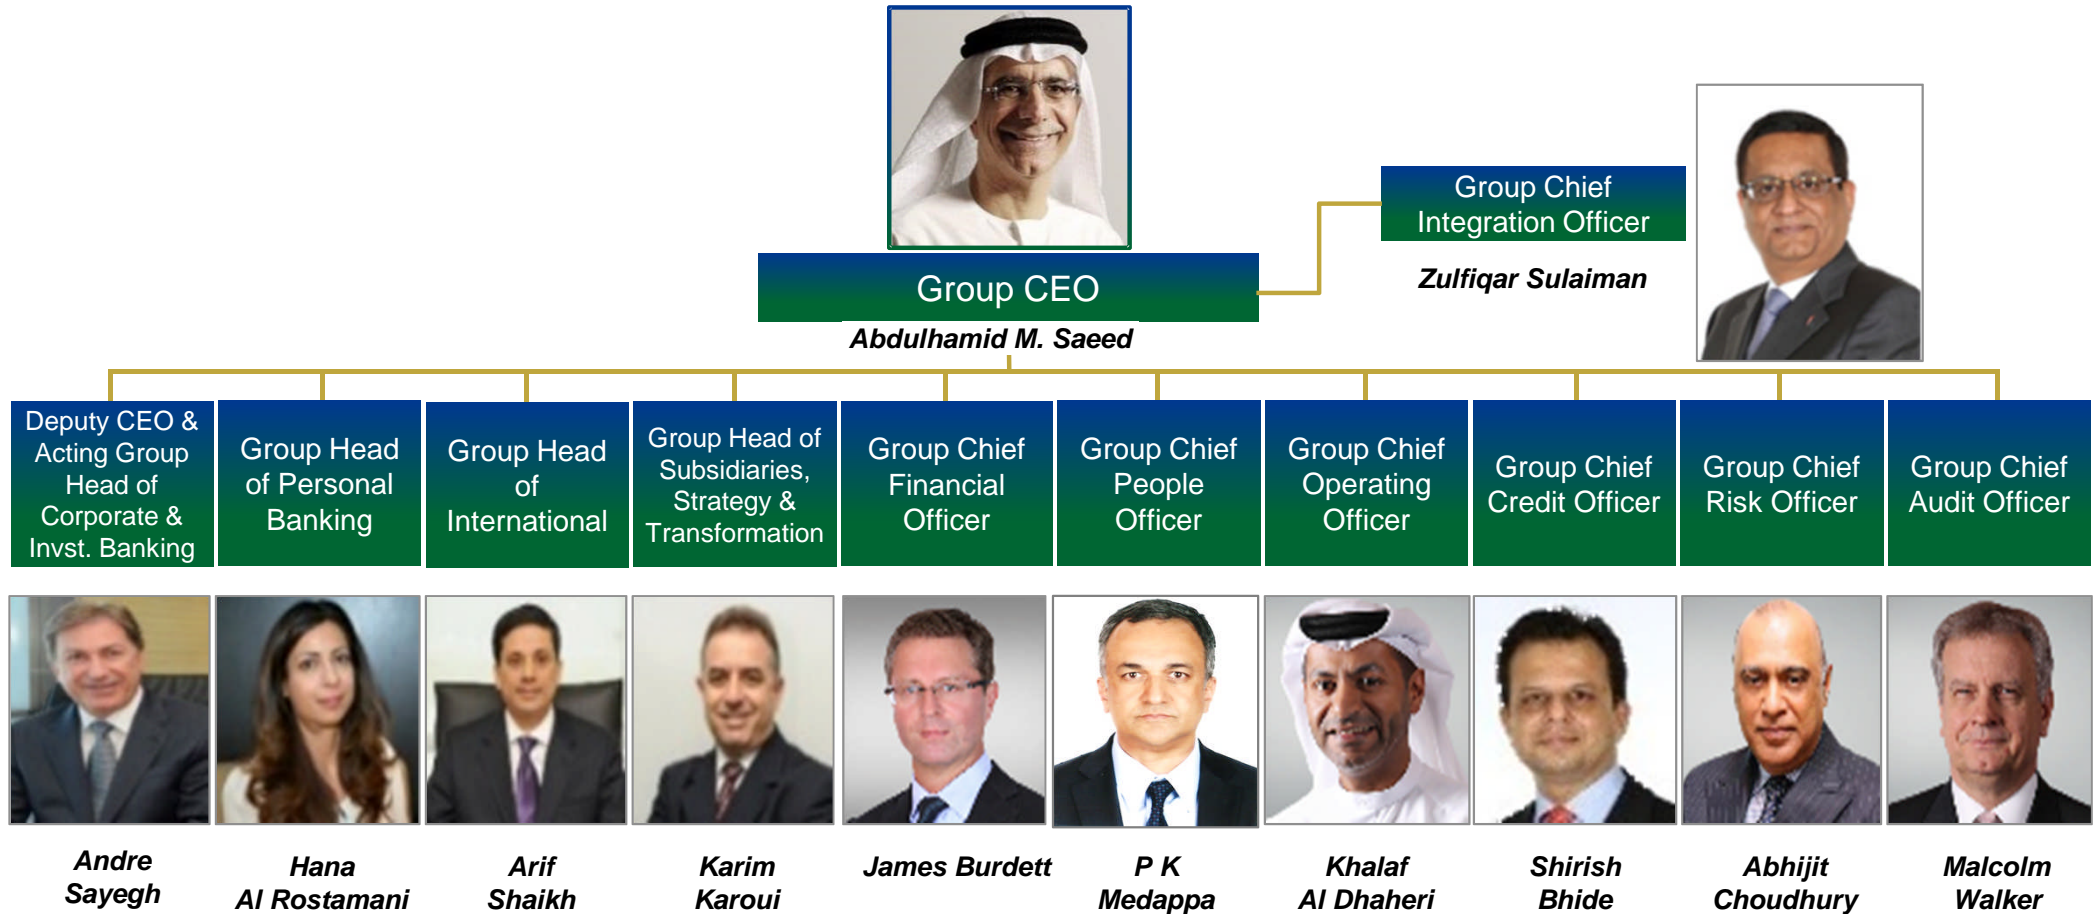 Group Chief
Integration Officer
Zulfiqar Sulaiman
Group CEO
Abdulhamid M. Saeed
Deputy CEO &
Acting Group
Head of
Corporate &
Invst. Banking
Group Head
of Personal
Banking
Group Head
of
International
Group Head of
Subsidiaries,
Strategy &
Transformation
Group Chief
Financial
Officer
Group Chief
People
Officer
Group Chief
Operating
Officer
Group Chief
Credit Officer
Group Chief
Risk Officer
Group Chief
Audit Officer
Andre
Sayegh
Hana
Al Rostamani
Arif
Shaikh
Karim
Karoui
James Burdett
P K
Medappa
Khalaf
Al Dhaheri
Shirish
Bhide
Abhijit
Choudhury
Malcolm
Walker